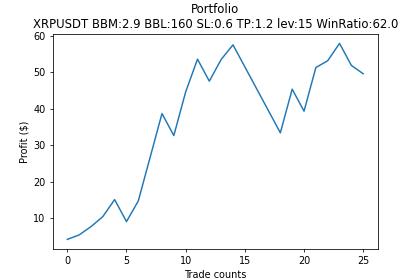 Portfolio
XRPUSDT BBM:2.9 BBL:160 SL:0.6 TP:1.2 lev:15 WinRatio:62.0
60
50
40
30
20
10
Profit ($)
0 5 10 15 20 25
Trade counts